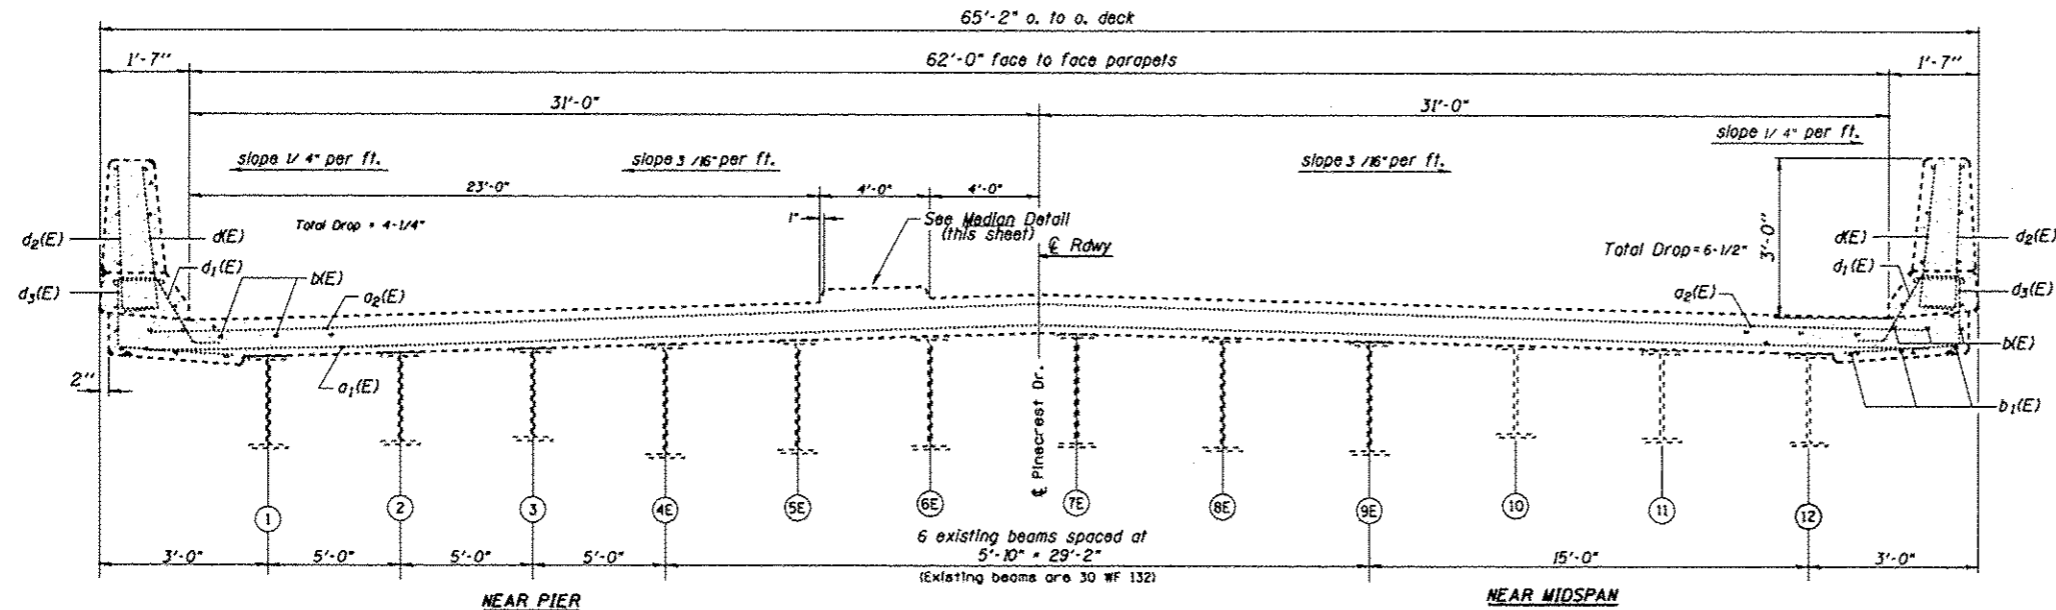 65'-2" o. to o. deck
1'-7"
62'-0" face to face parapets
1'-7"
31'-0"
31'-0"
slope 1/4" per ft.
slope 3/16" per ft.
slope 3/16" per ft.
slope 1/4" per ft.
23'-0"
4'-0"
4'-0"
1"
Total Drop = 4-1/4"
See Median Detail
(this sheet)
℄ Rdwy
Total Drop=6-1/2"
3'-0"
d2(E)
d(E)
d1(E)
b(E)
d3(E)
a2(E)
a1(E)
2"
d(E)
d2(E)
d1(E)
a2(E)
d3(E)
b(E)
b1(E)
℄ Pinecrest Dr.
1
2
3
4E
5E
6E
7E
8E
9E
10
11
12
3'-0"
5'-0"
5'-0"
5'-0"
6 existing beams spaced at
5'-10" = 29'-2"
(Existing beams are 30 WF 132)
15'-0"
3'-0"
NEAR PIER
NEAR MIDSPAN